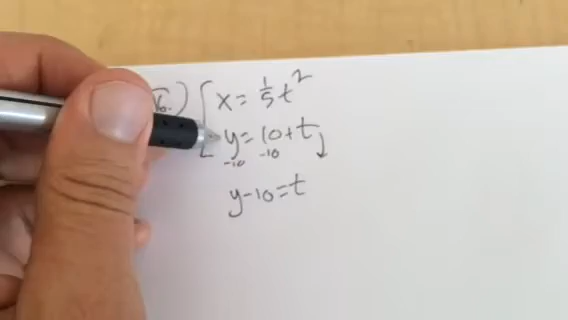 6.) [ x = 1/5 t²
y = 10 + t
-10 -10
y - 10 = t